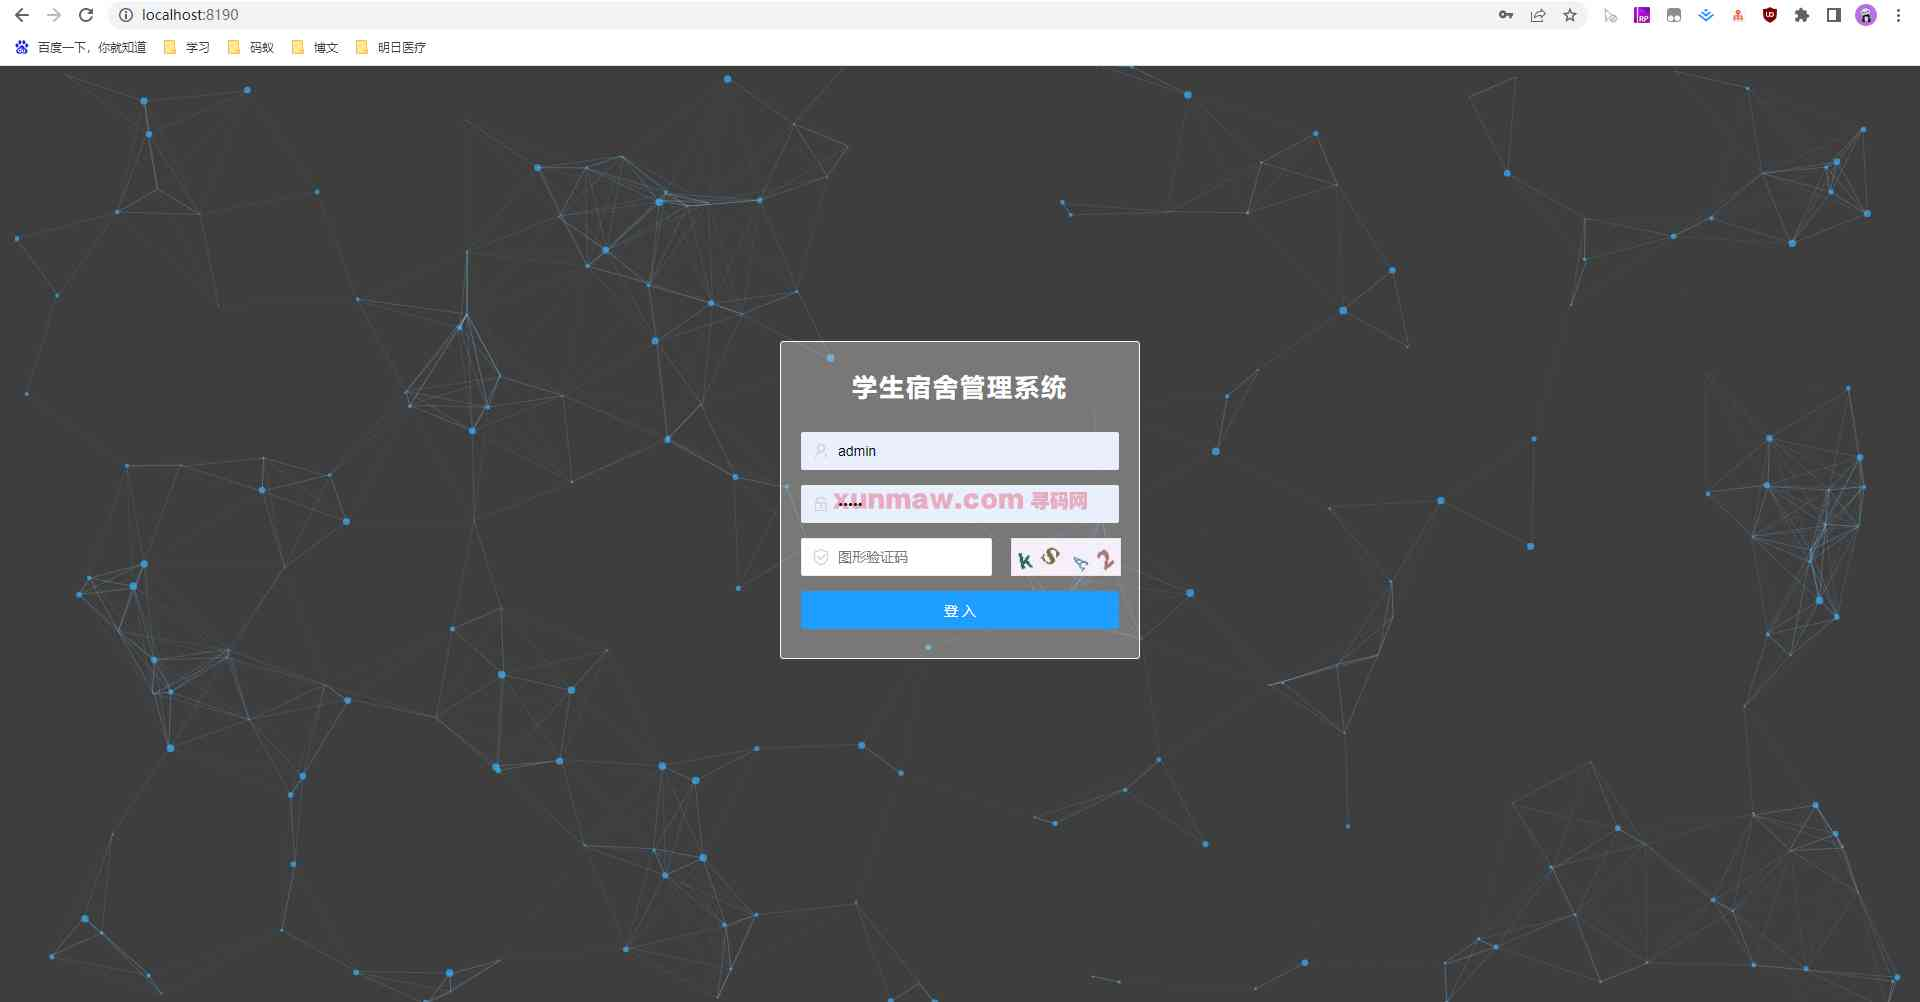 localhost:8190
百度一下，你就知道
学习
码蚁
博文
明日医疗
学生宿舍管理系统
admin
•••••
xunmaw.com 寻码网
图形验证码
K S A 2
登 入